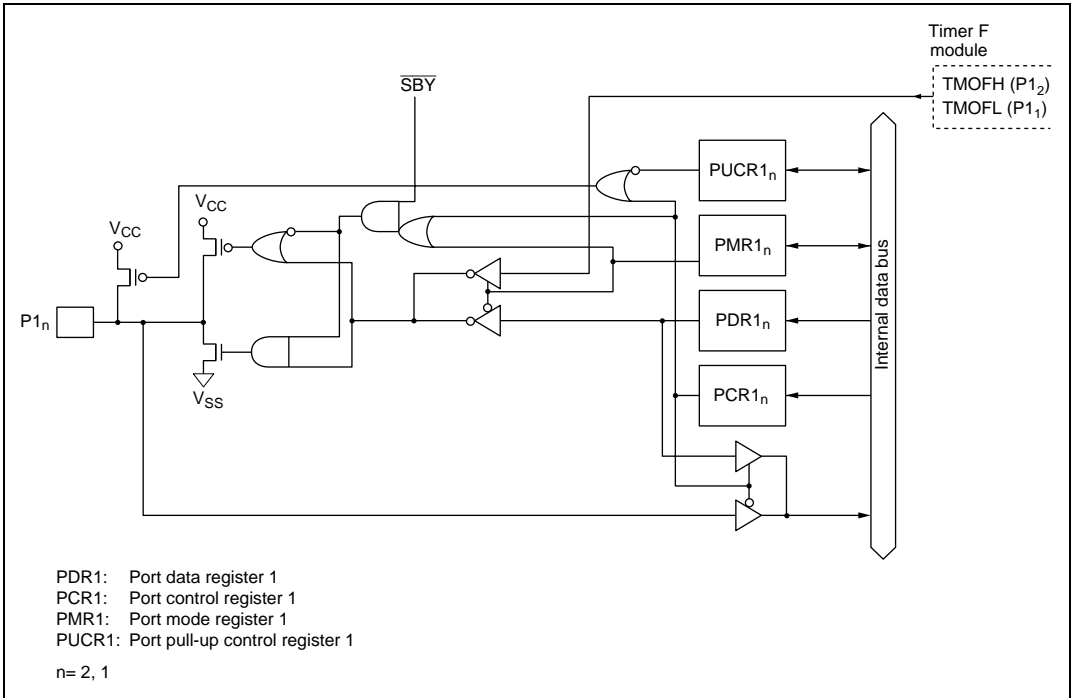 Timer F
module
TMOFH (P1₂)
TMOFL (P1₁)
S̅B̅Y̅
PUCR1ₙ
V_CC
V_CC
PMR1ₙ
P1ₙ
PDR1ₙ
Internal data bus
V_SS
PCR1ₙ
PDR1: Port data register 1
PCR1: Port control register 1
PMR1: Port mode register 1
PUCR1: Port pull-up control register 1
n= 2, 1